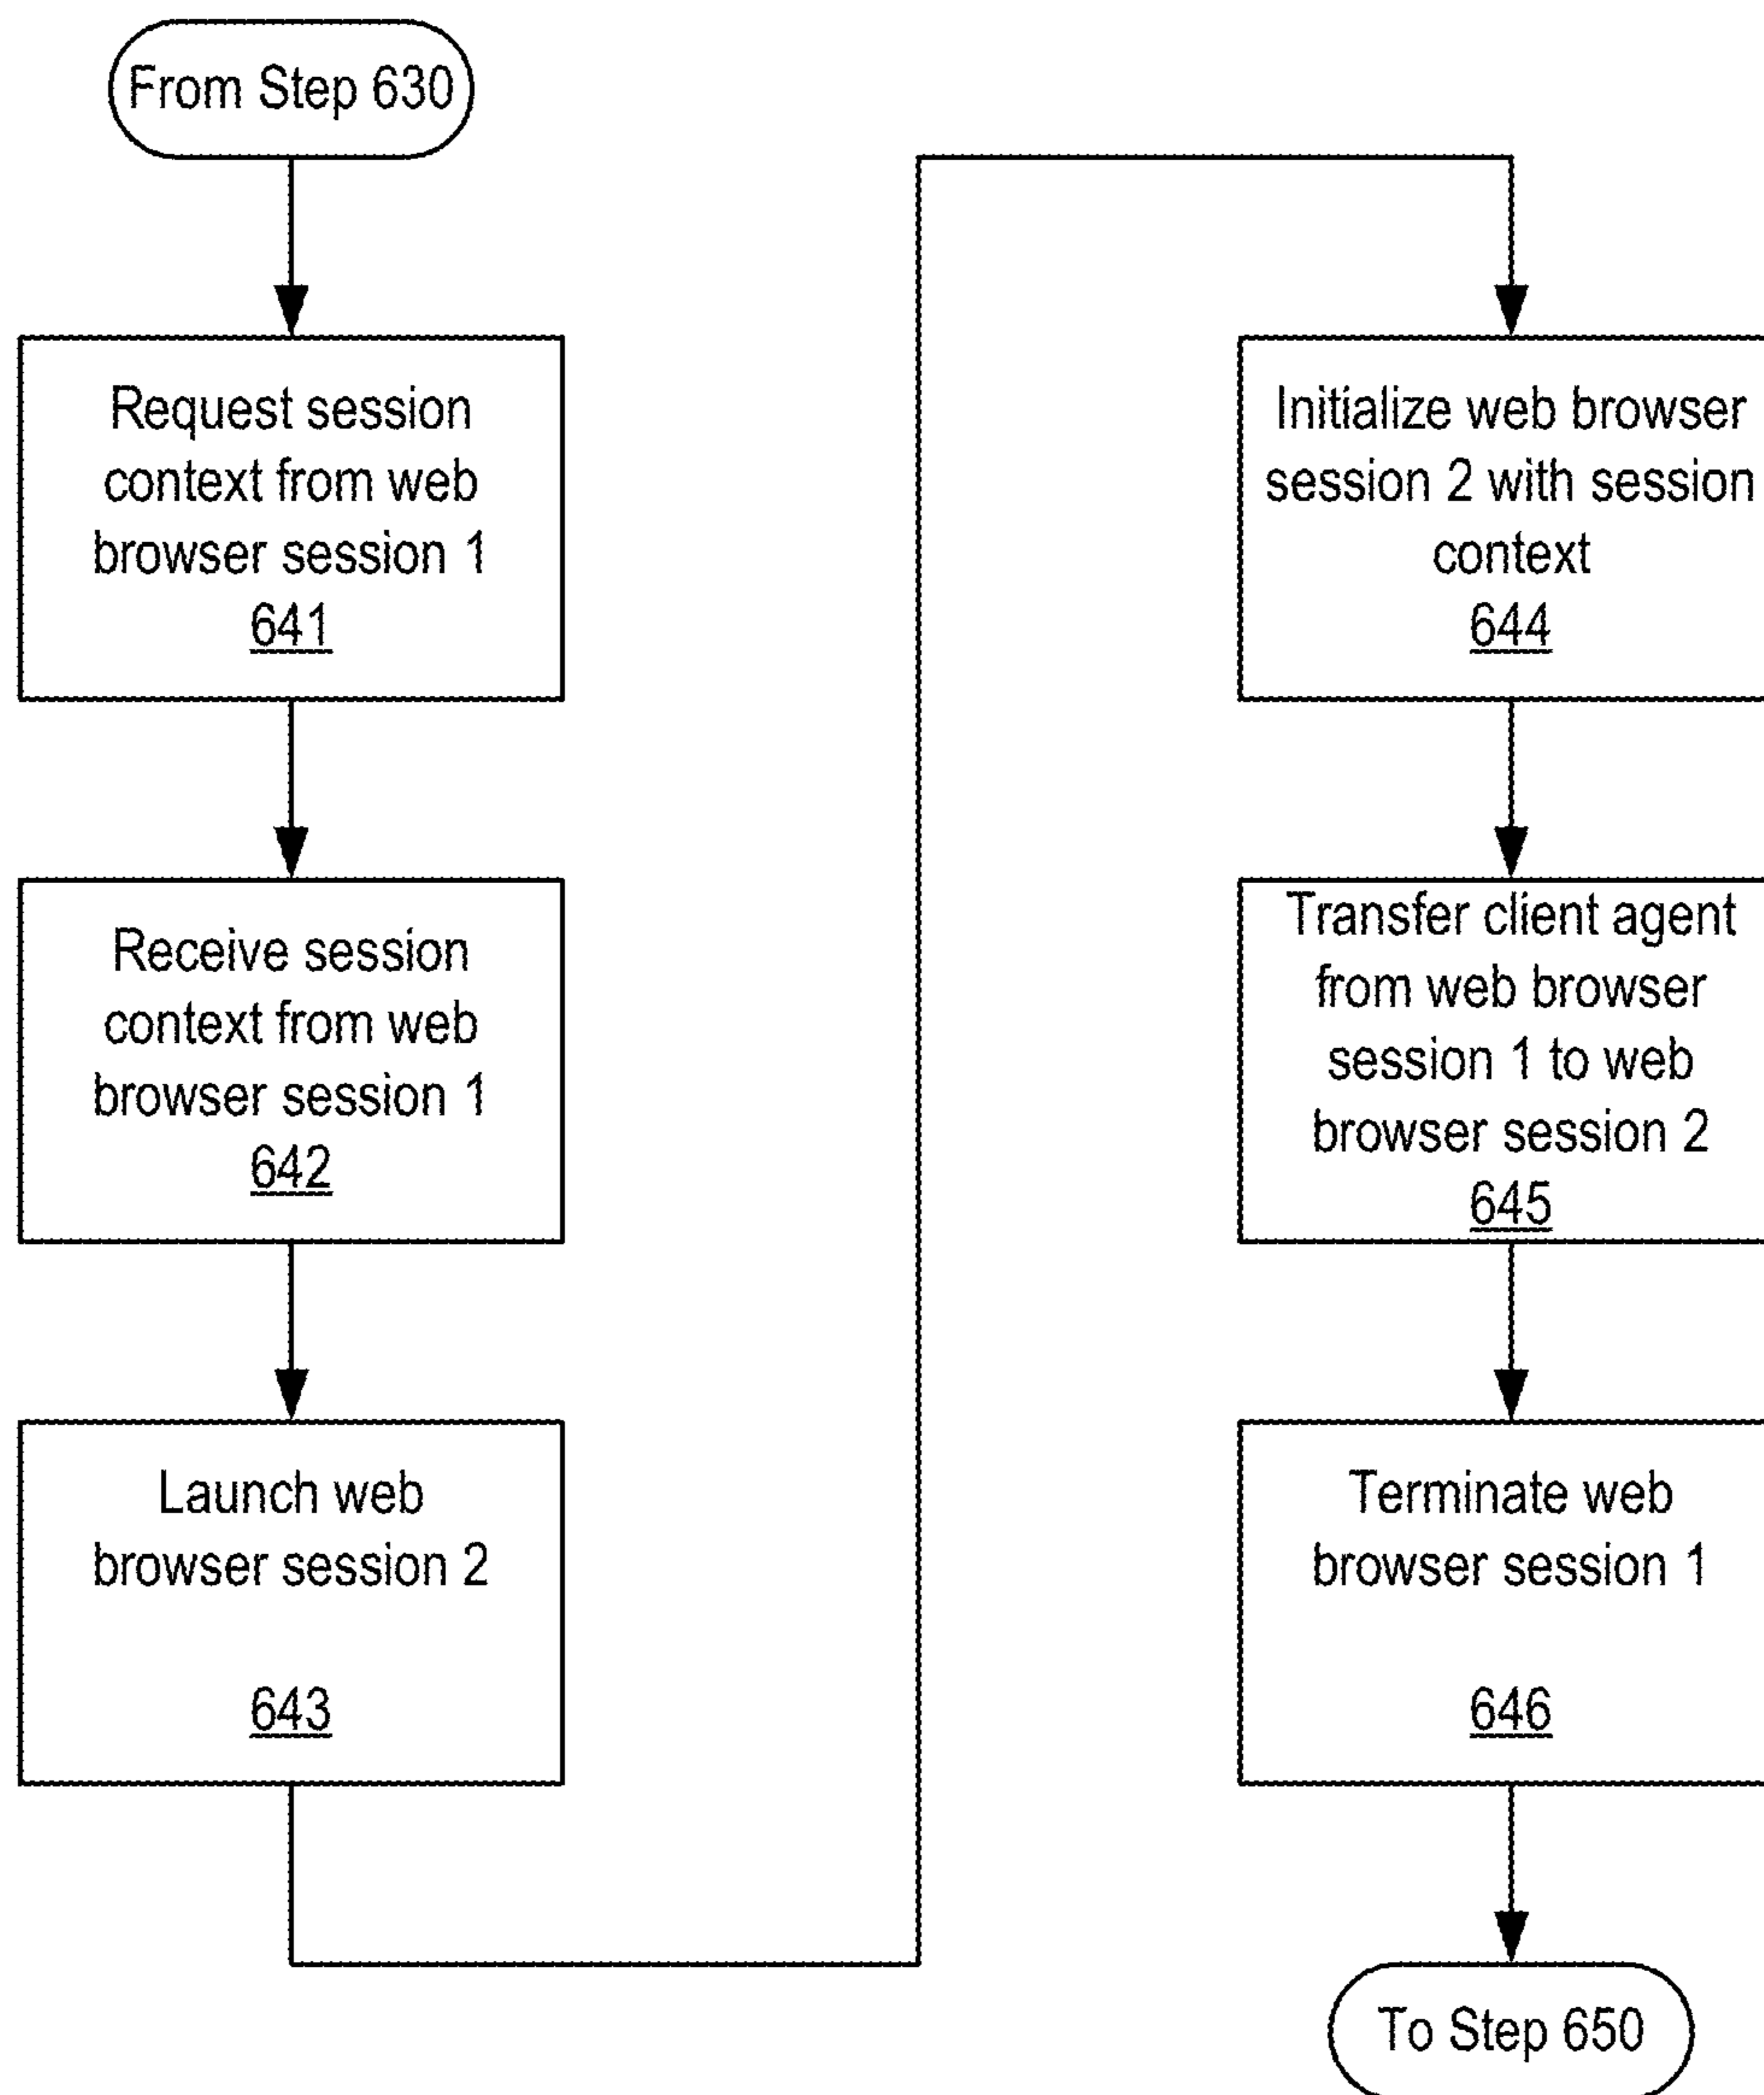 From Step 630
Request session
context from web
browser session 1
641
Receive session
context from web
browser session 1
642
Launch web
browser session 2
643
Initialize web browser
session 2 with session
context
644
Transfer client agent
from web browser
session 1 to web
browser session 2
645
Terminate web
browser session 1
646
To Step 650